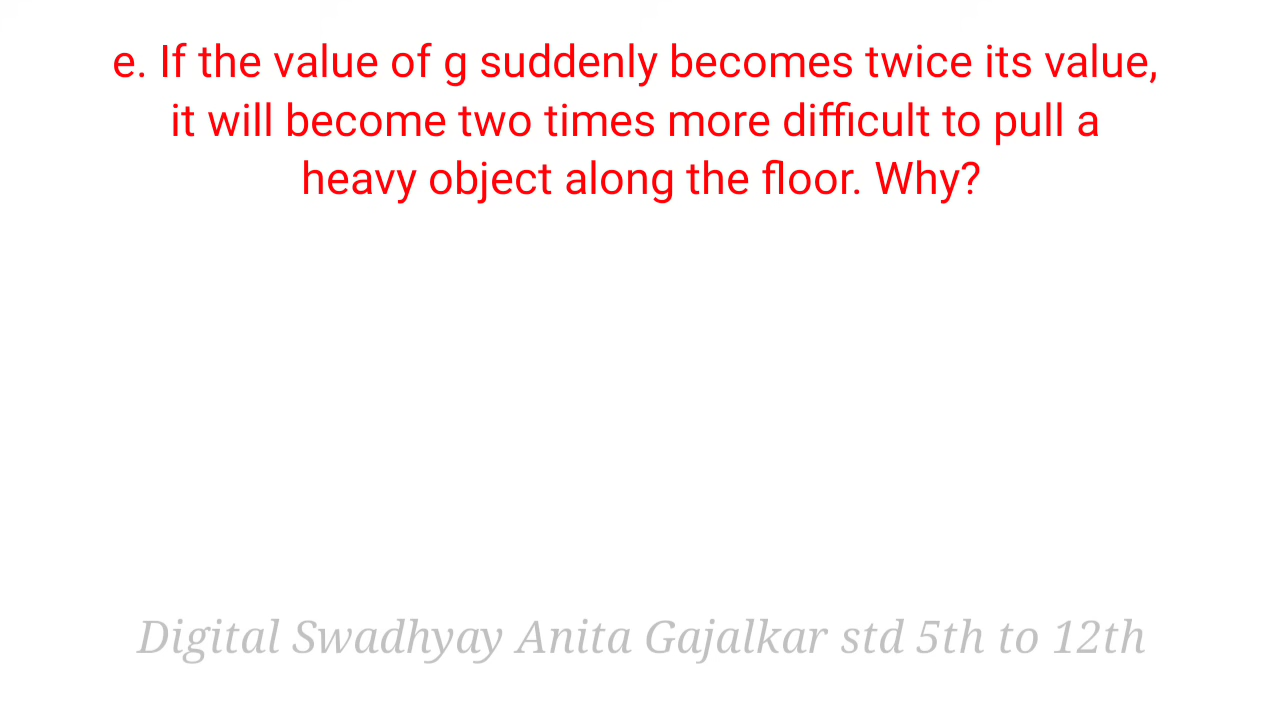 e. If the value of g suddenly becomes twice its value,
it will become two times more difficult to pull a
heavy object along the floor. Why?
Digital Swadhyay Anita Gajalkar std 5th to 12th